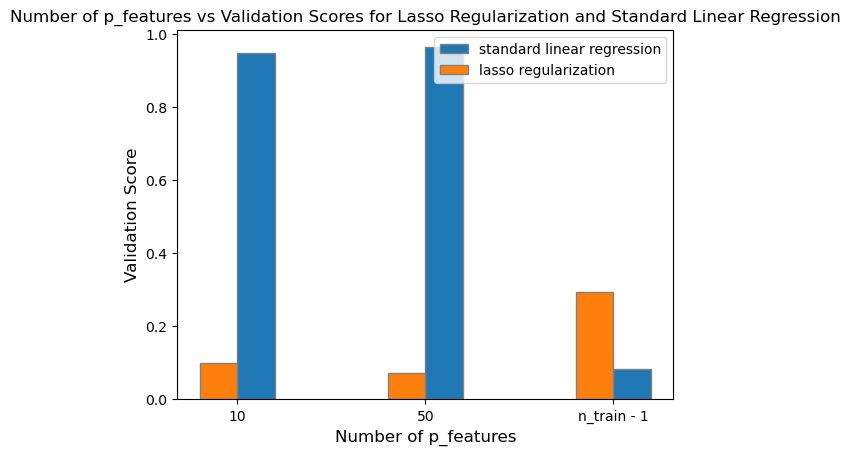 Number of p_features vs Validation Scores for Lasso Regularization and Standard Linear Regression
standard linear regression
lasso regularization
1.0
0.8
0.6
0.4
0.2
0.0
Validation Score
10
50
n_train - 1
Number of p_features